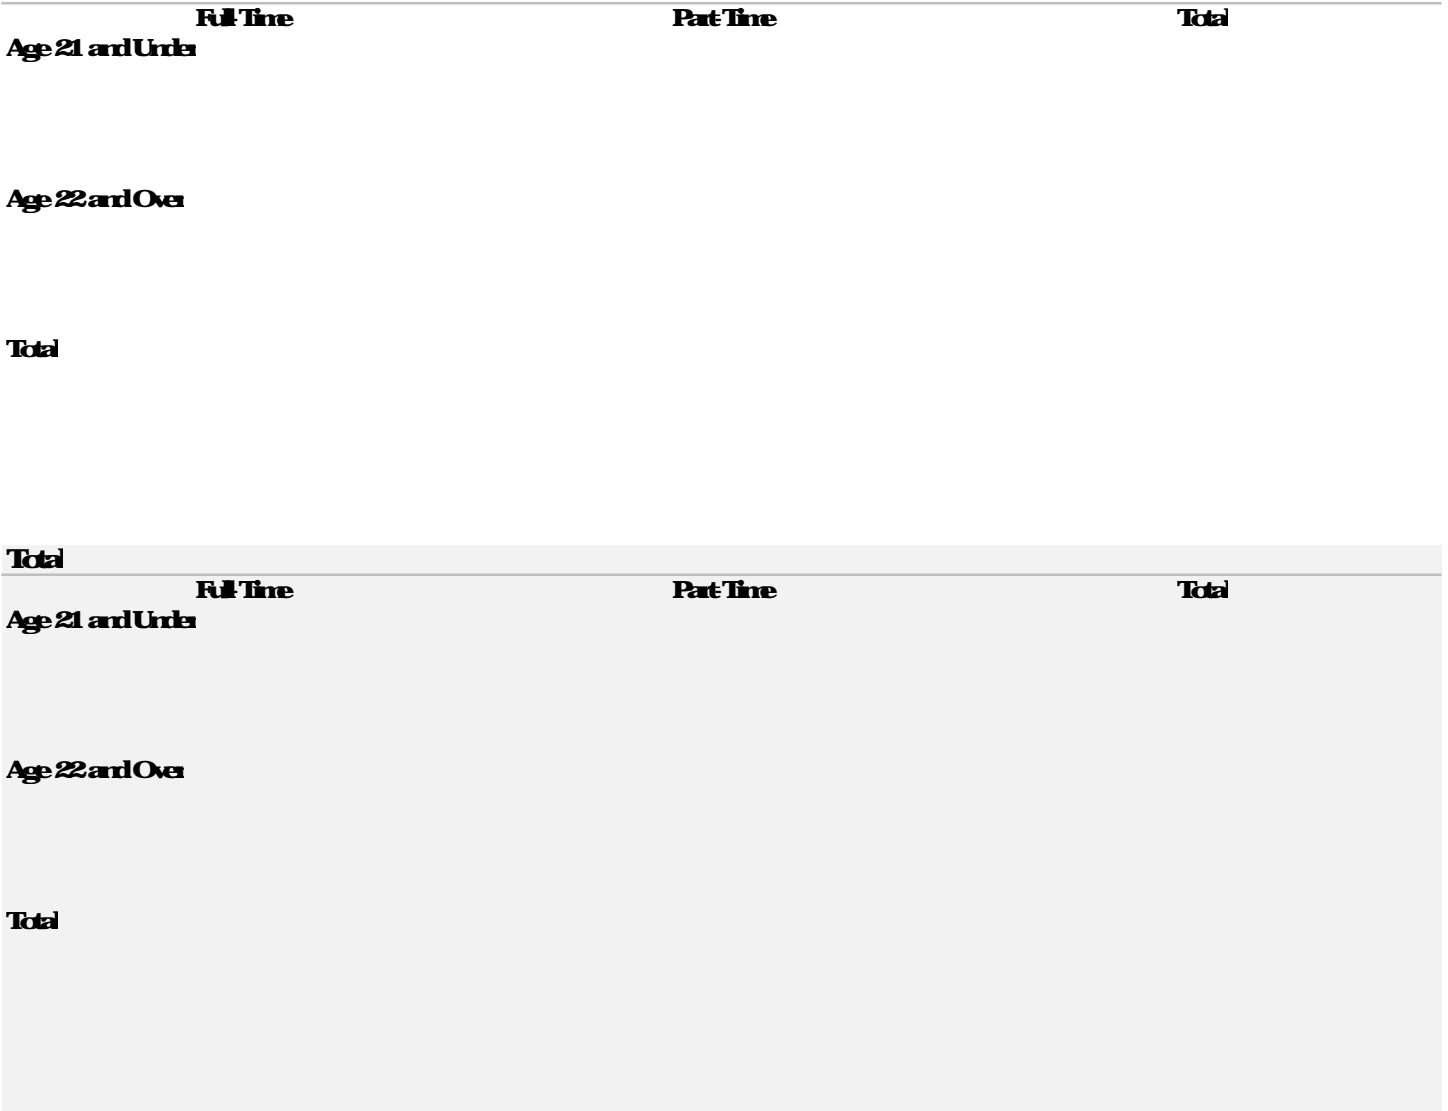 Full-Time Part-Time Total
Age 21 and Under
Age 22 and Over
Total
Total
Full-Time Part-Time Total
Age 21 and Under
Age 22 and Over
Total